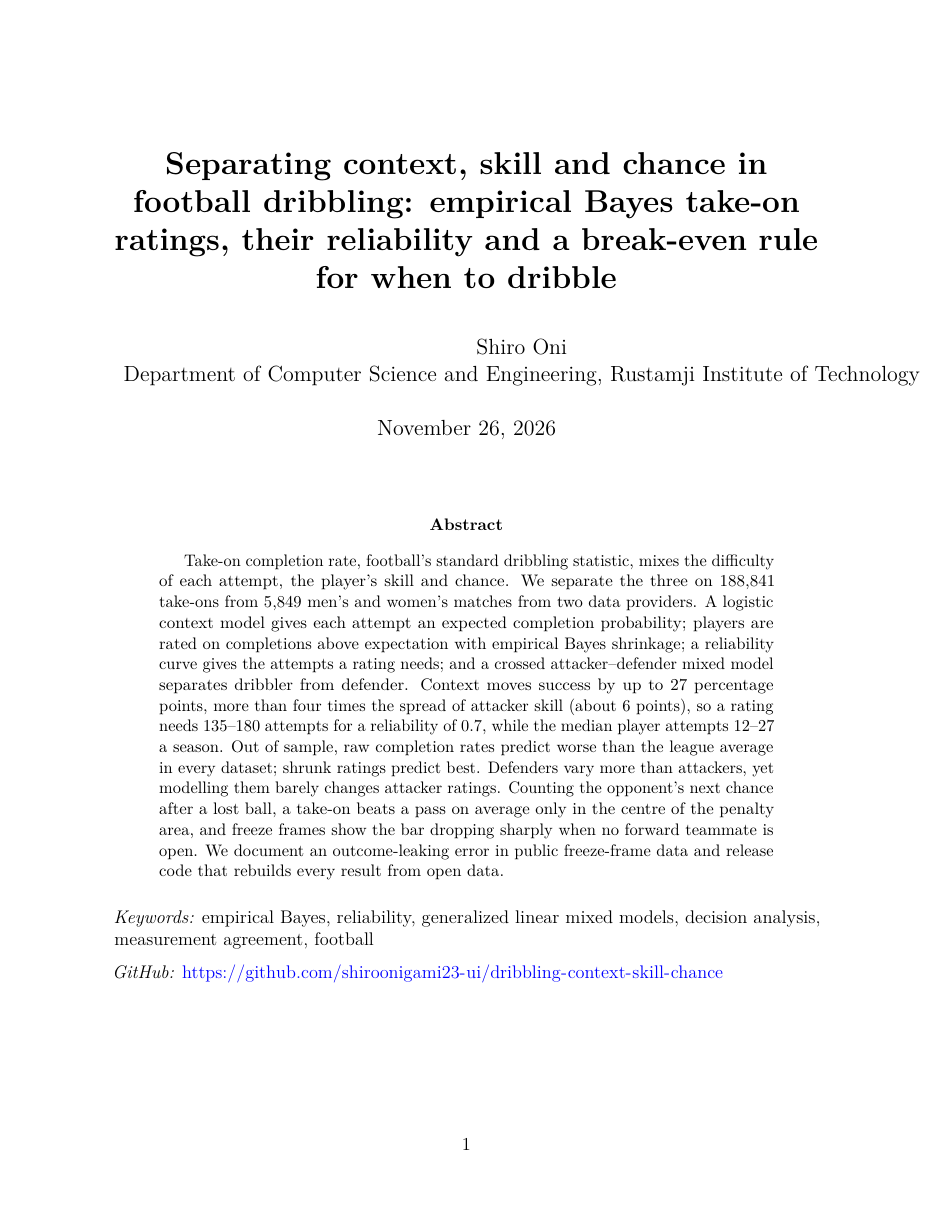 Separating context, skill and chance in
football dribbling: empirical Bayes take-on
ratings, their reliability and a break-even rule
for when to dribble
Shiro Oni
Department of Computer Science and Engineering, Rustamji Institute of Technology
November 26, 2026
Abstract
Take-on completion rate, football's standard dribbling statistic, mixes the difficulty
of each attempt, the player's skill and chance. We separate the three on 188,841
take-ons from 5,849 men's and women's matches from two data providers. A logistic
context model gives each attempt an expected completion probability; players are
rated on completions above expectation with empirical Bayes shrinkage; a reliability
curve gives the attempts a rating needs; and a crossed attacker–defender mixed model
separates dribbler from defender. Context moves success by up to 27 percentage
points, more than four times the spread of attacker skill (about 6 points), so a rating
needs 135–180 attempts for a reliability of 0.7, while the median player attempts 12–27
a season. Out of sample, raw completion rates predict worse than the league average
in every dataset; shrunk ratings predict best. Defenders vary more than attackers, yet
modelling them barely changes attacker ratings. Counting the opponent's next chance
after a lost ball, a take-on beats a pass on average only in the centre of the penalty
area, and freeze frames show the bar dropping sharply when no forward teammate is
open. We document an outcome-leaking error in public freeze-frame data and release
code that rebuilds every result from open data.
Keywords: empirical Bayes, reliability, generalized linear mixed models, decision analysis,
measurement agreement, football
GitHub: https://github.com/shiroonigami23-ui/dribbling-context-skill-chance
1